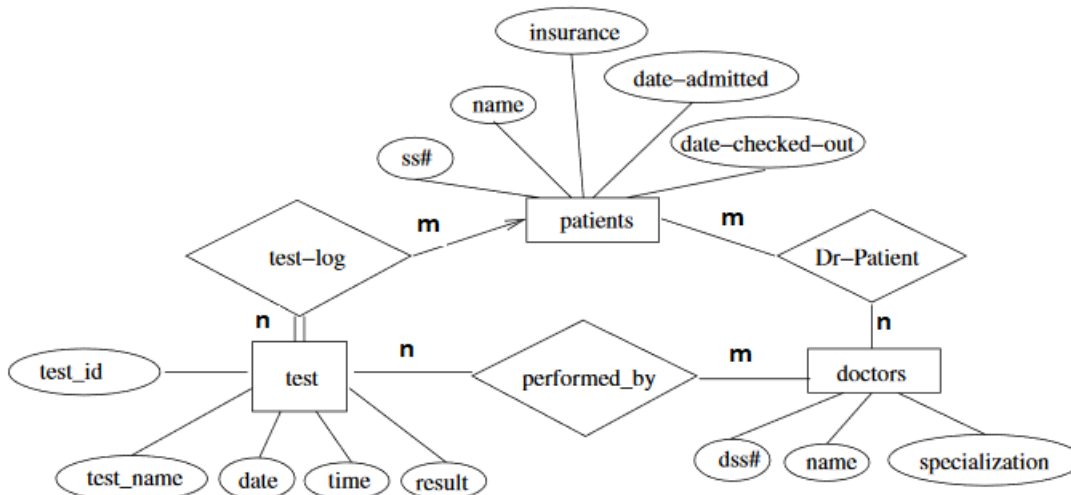 insurance
date-admitted
name
date-checked-out
ss#
m
patients
m
test-log
Dr-Patient
n
n
n
m
test_id
test
performed_by
doctors
test_name
date
time
result
dss#
name
specialization